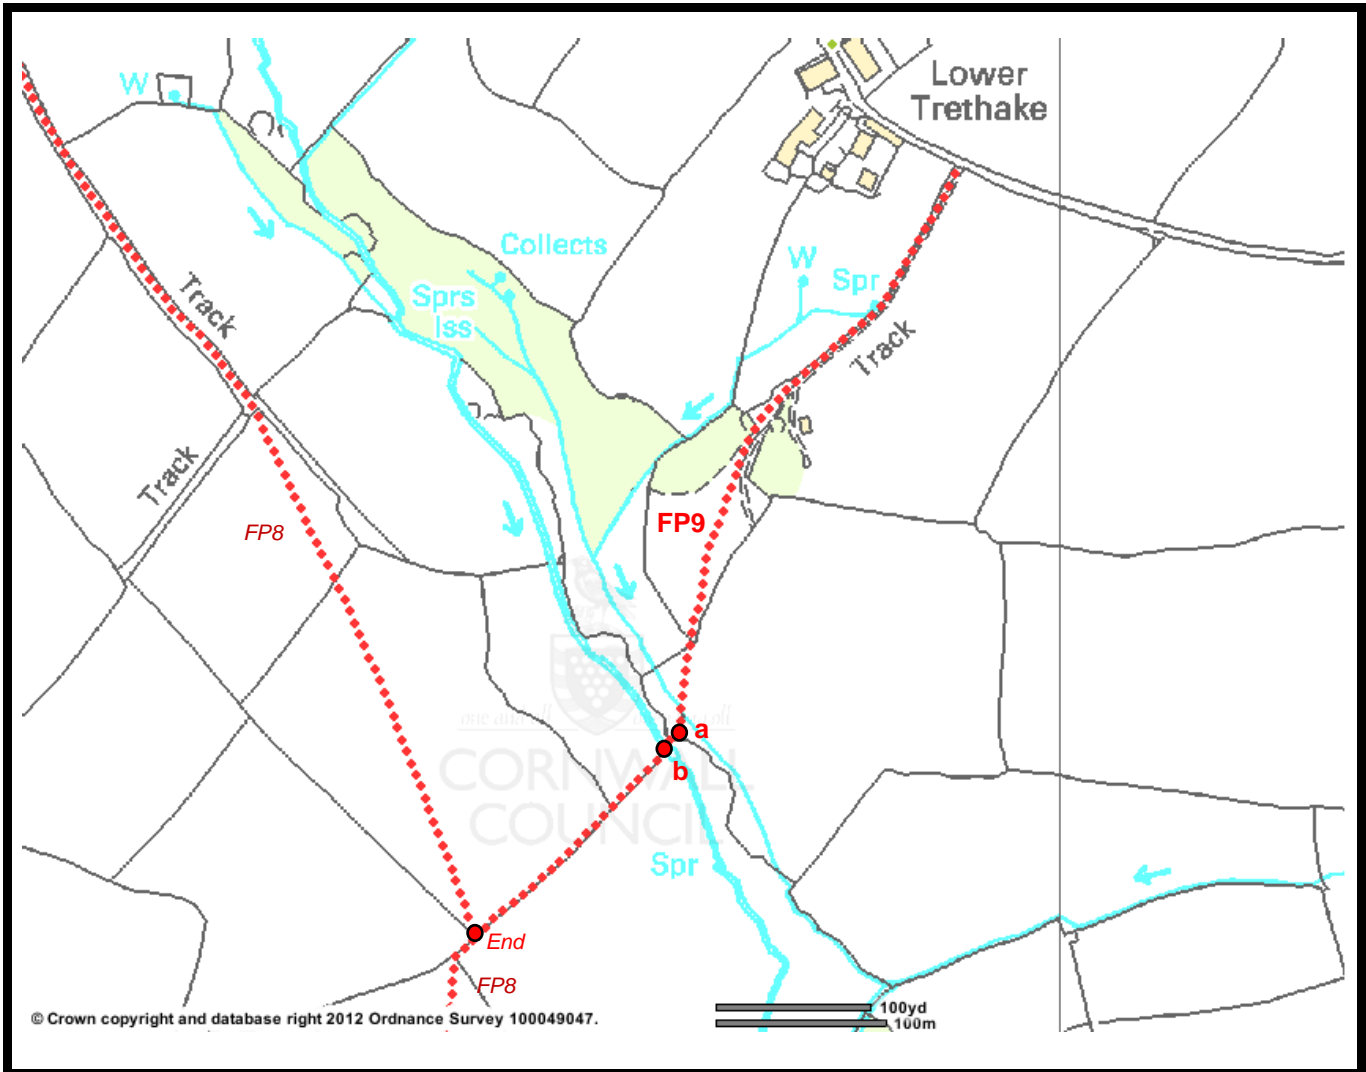 W
Lower
Trethake
Collects
W
Spr
Sprs
Iss
Track
Track
Track
FP9
FP8
a
b
CORNWALL
COUNCIL
Spr
End
FP8
100yd
100m
© Crown copyright and database right 2012 Ordnance Survey 100049047.